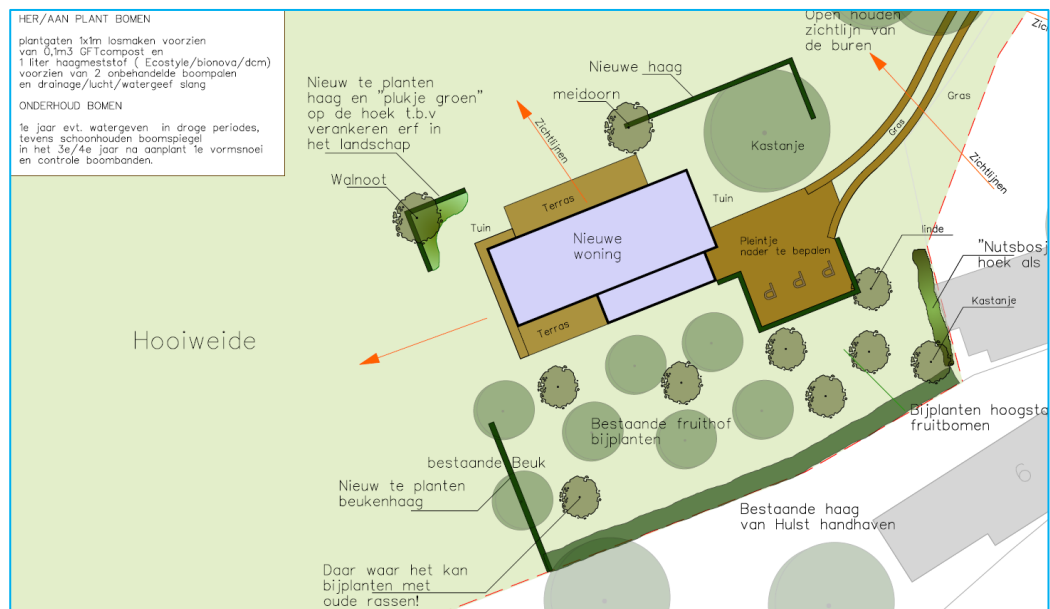 HER/AAN PLANT BOMEN
plantgaten 1x1m losmaken voorzien
van 0,1m3 GFTcompost en
1 liter haagmeststof ( Ecostyle/bionova/dcm)
voorzien van 2 onbehandelde boompalen
en drainage/lucht/watergeef slang
ONDERHOUD BOMEN
1e jaar evt. watergeven in droge periodes,
tevens schoonhouden boomspiegel
in het 3e/4e jaar na aanplant 1e vormsnoei
en controle boombanden.
Open houden
zichtlijn van
de buren
Zic
Nieuwe haag
meidoorn
Nieuw te planten
haag en "plukje groen"
op de hoek t.b.v
verankeren erf in
het landschap
Zichtlijnen
Gras
Gras
Kastanje
Zichtlijnen
Walnoot
Terras
Tuin
Tuin
Nieuwe
woning
Pleintje
nader te bepalen
P P P
linde
"Nutsbosj
hoek als
Kastanje
Terras
Hooiweide
Bestaande fruithof
bijplanten
Bijplanten hoogsta
fruitbomen
bestaande Beuk
Nieuw te planten
beukenhaag
6
Bestaande haag
van Hulst handhaven
Daar waar het kan
bijplanten met
oude rassen!